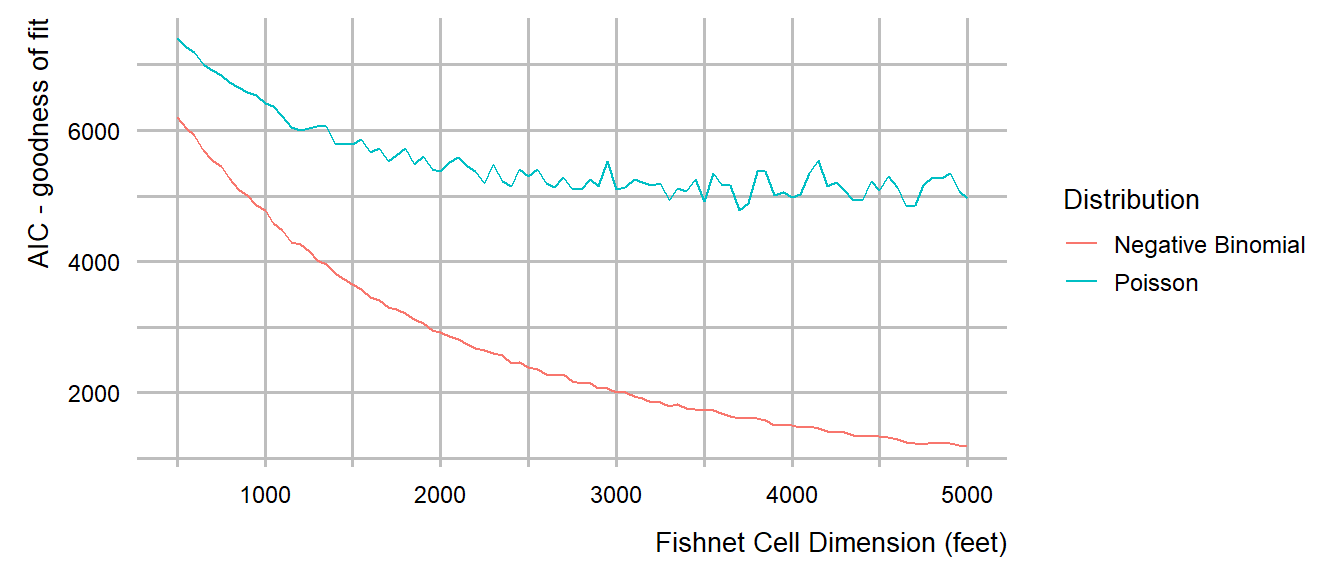 AIC - goodness of fit
6000
4000
2000
1000 2000 3000 4000 5000
Fishnet Cell Dimension (feet)
Distribution
Negative Binomial
Poisson